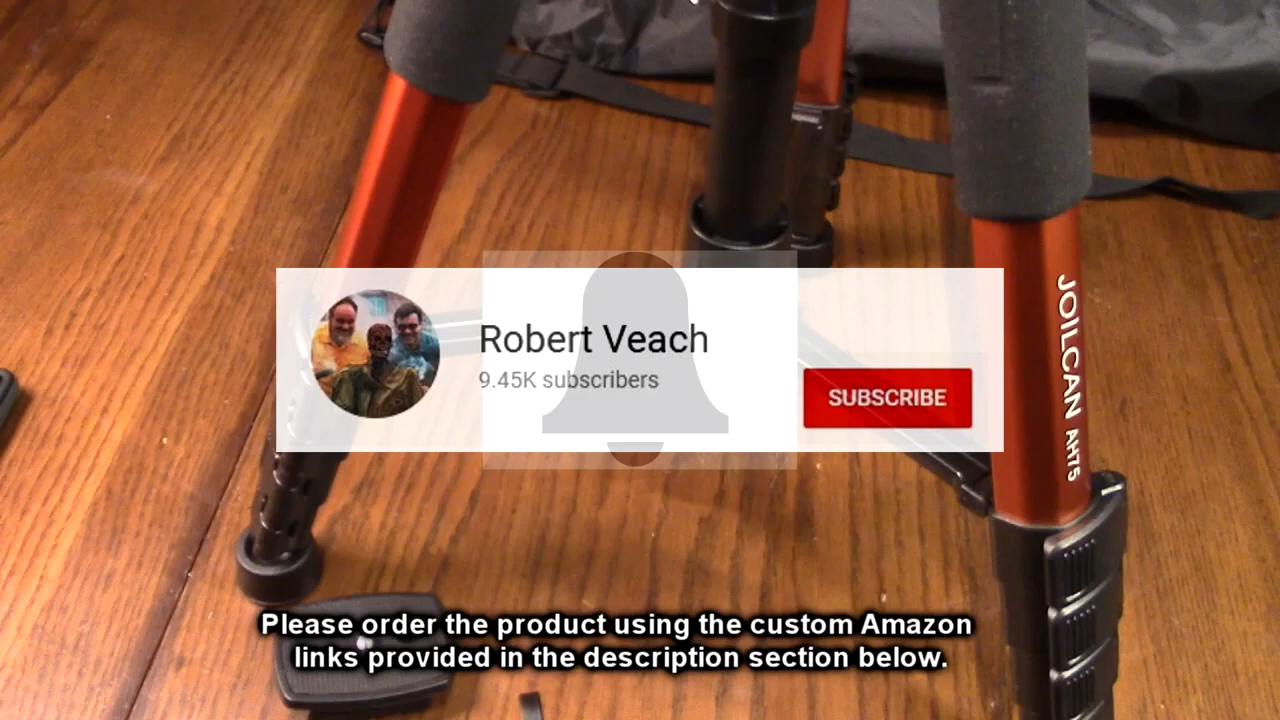 Robert Veach
9.45K subscribers
SUBSCRIBE
JOILCAN AH75
Please order the product using the custom Amazon
links provided in the description section below.